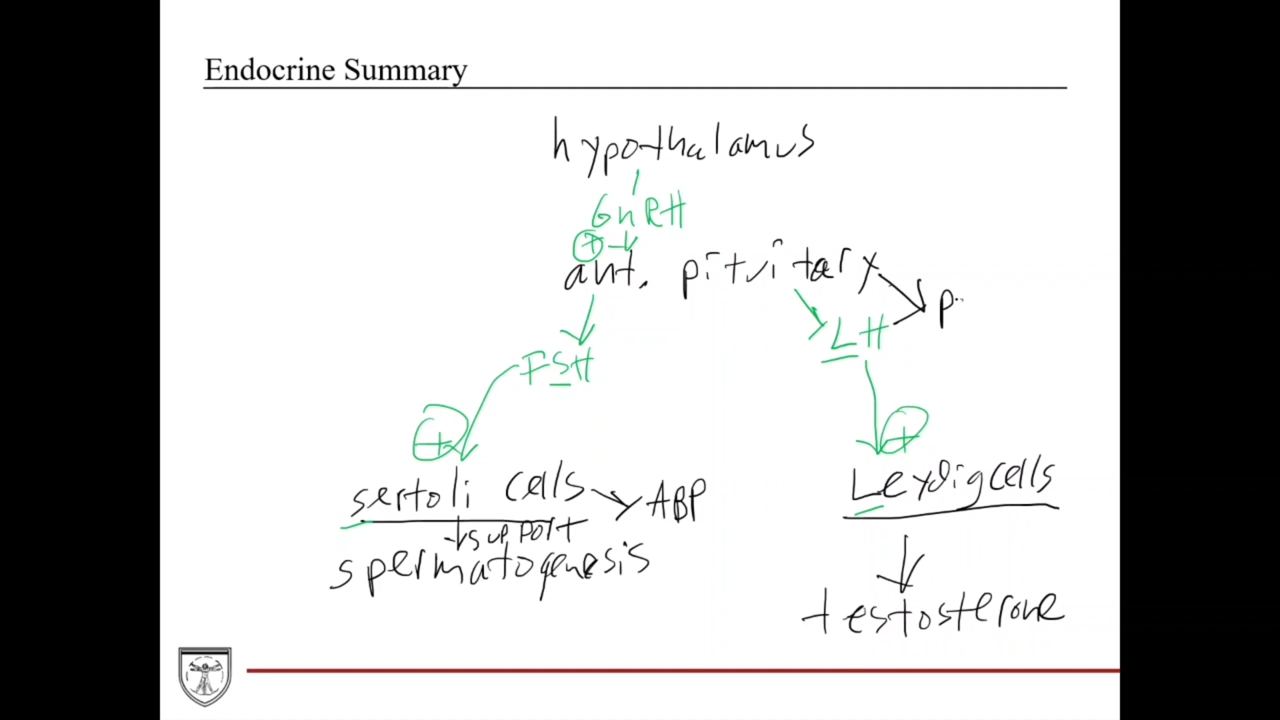 Endocrine Summary
hypothalamus
GnRH
+
ant. pituitary
p
LH
FSH
+ +
sertoli cells ABP
Leydig cells
support
spermatogenesis
testosterone